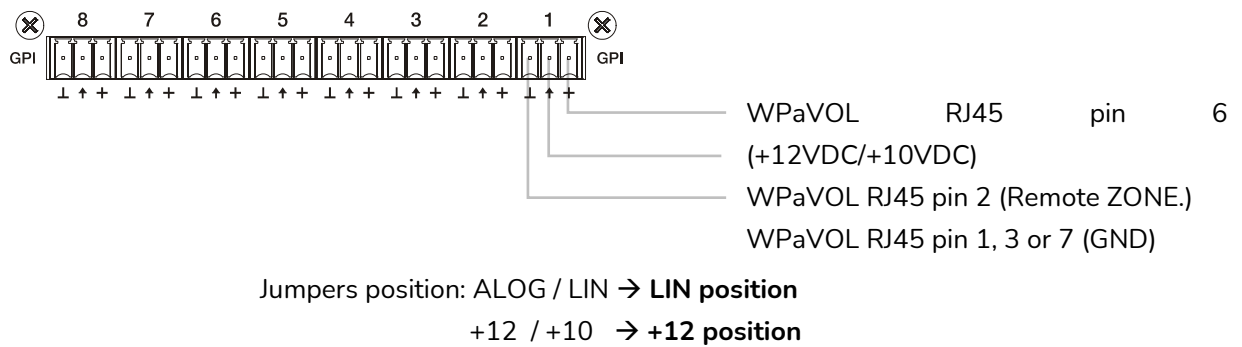 8 7 6 5 4 3 2 1
GPI GPI
⊥ ↑ + ⊥ ↑ + ⊥ ↑ + ⊥ ↑ + ⊥ ↑ + ⊥ ↑ + ⊥ ↑ + ⊥ ↑ +
WPaVOL RJ45 pin 6
(+12VDC/+10VDC)
WPaVOL RJ45 pin 2 (Remote ZONE.)
WPaVOL RJ45 pin 1, 3 or 7 (GND)
Jumpers position: ALOG / LIN → LIN position
+12 / +10 → +12 position